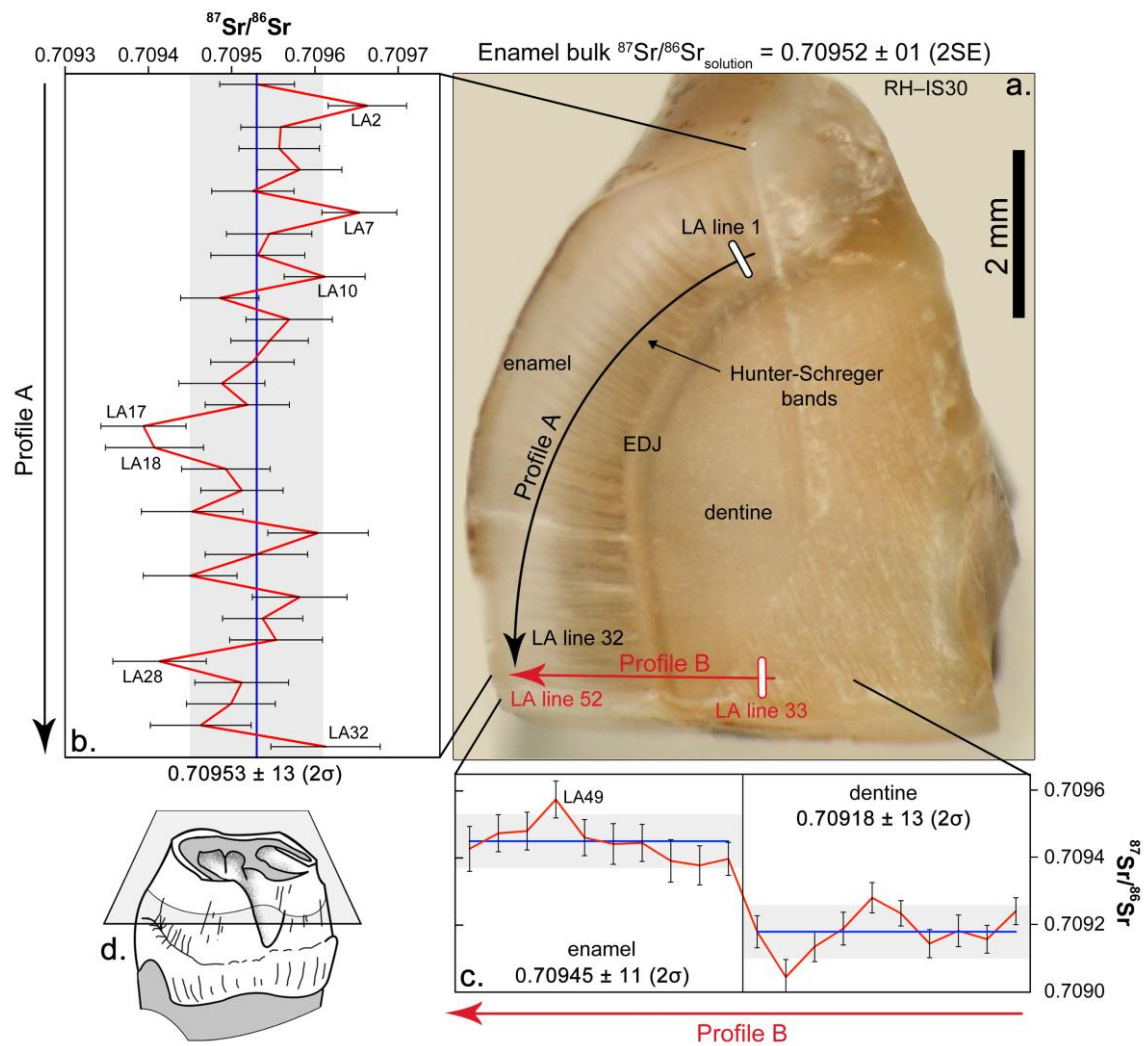 ⁸⁷Sr/⁸⁶Sr
0.7093 0.7094 0.7095 0.7096 0.7097
Enamel bulk ⁸⁷Sr/⁸⁶Sr_solution = 0.70952 ± 01 (2SE)
RH–IS30
a.
LA2
LA7
LA10
LA17
LA18
LA28
LA32
Profile A
b.
0.70953 ± 13 (2σ)
2 mm
LA line 1
enamel
Hunter-Schreger
bands
Profile A
EDJ
dentine
LA line 32
Profile B
LA line 52
LA line 33
d.
LA49
dentine
0.70918 ± 13 (2σ)
enamel
0.70945 ± 11 (2σ)
c.
0.7096
0.7094
0.7092
0.7090
⁸⁷Sr/⁸⁶Sr
Profile B